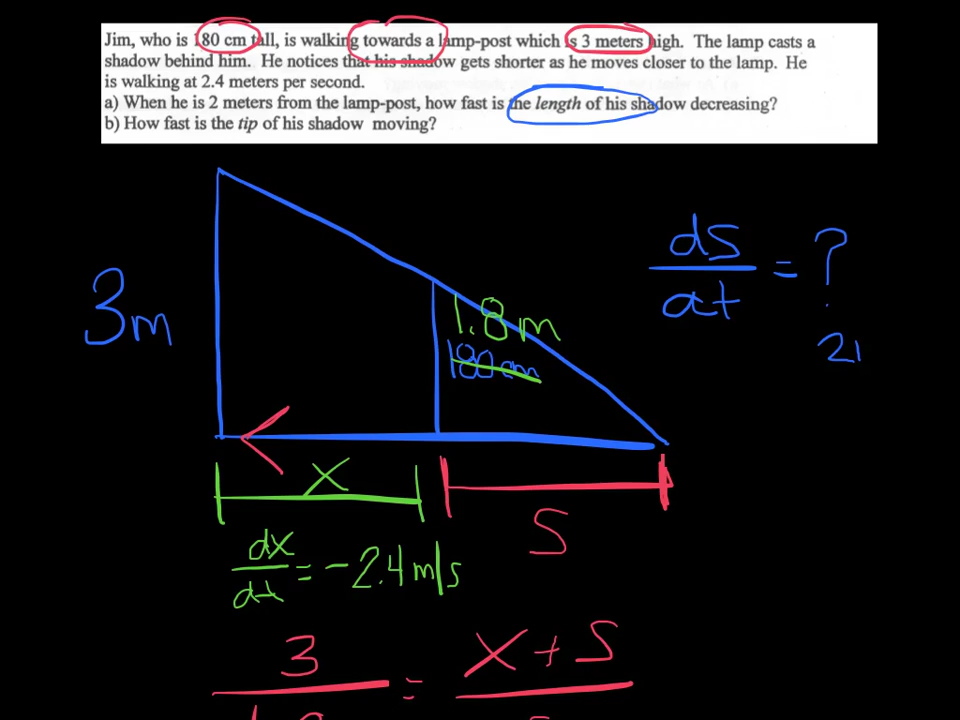 Jim, who is 180 cm tall, is walking towards a lamp-post which is 3 meters high. The lamp casts a
shadow behind him. He notices that his shadow gets shorter as he moves closer to the lamp. He
is walking at 2.4 meters per second.
a) When he is 2 meters from the lamp-post, how fast is the length of his shadow decreasing?
b) How fast is the tip of his shadow moving?
ds
dt
= ?
3m
1.8 m
180 cm
21
X
S
dx
dt
= -2.4 m/s
3
=
X + S